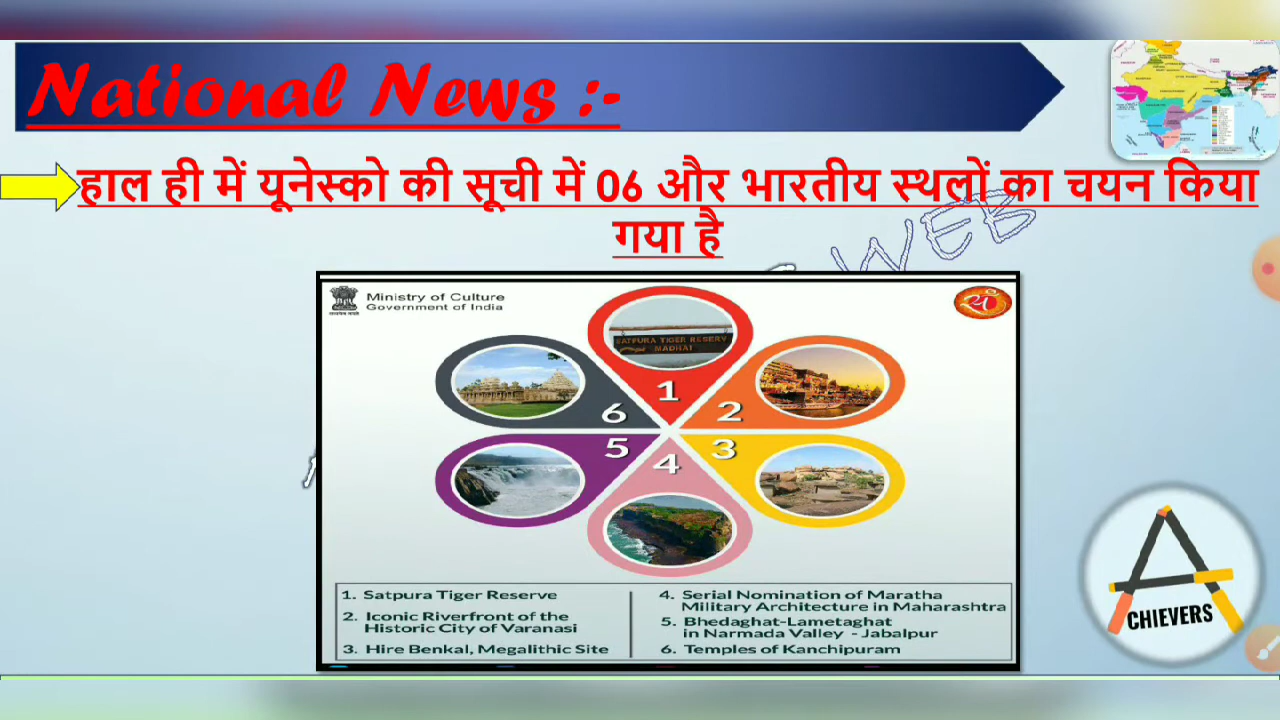 National News :-
हाल ही में यूनेस्को की सूची में 06 और भारतीय स्थलों का चयन किया
गया है
WEB
Ministry of Culture
Government of India
SATPURA TIGER RESERVE
MADHAI
1
2
3
4
5
6
1. Satpura Tiger Reserve
2. Iconic Riverfront of the
Historic City of Varanasi
3. Hire Benkal, Megalithic Site
4. Serial Nomination of Maratha
Military Architecture in Maharashtra
5. Bhedaghat-Lametaghat
in Narmada Valley - Jabalpur
6. Temples of Kanchipuram
A
CHIEVERS